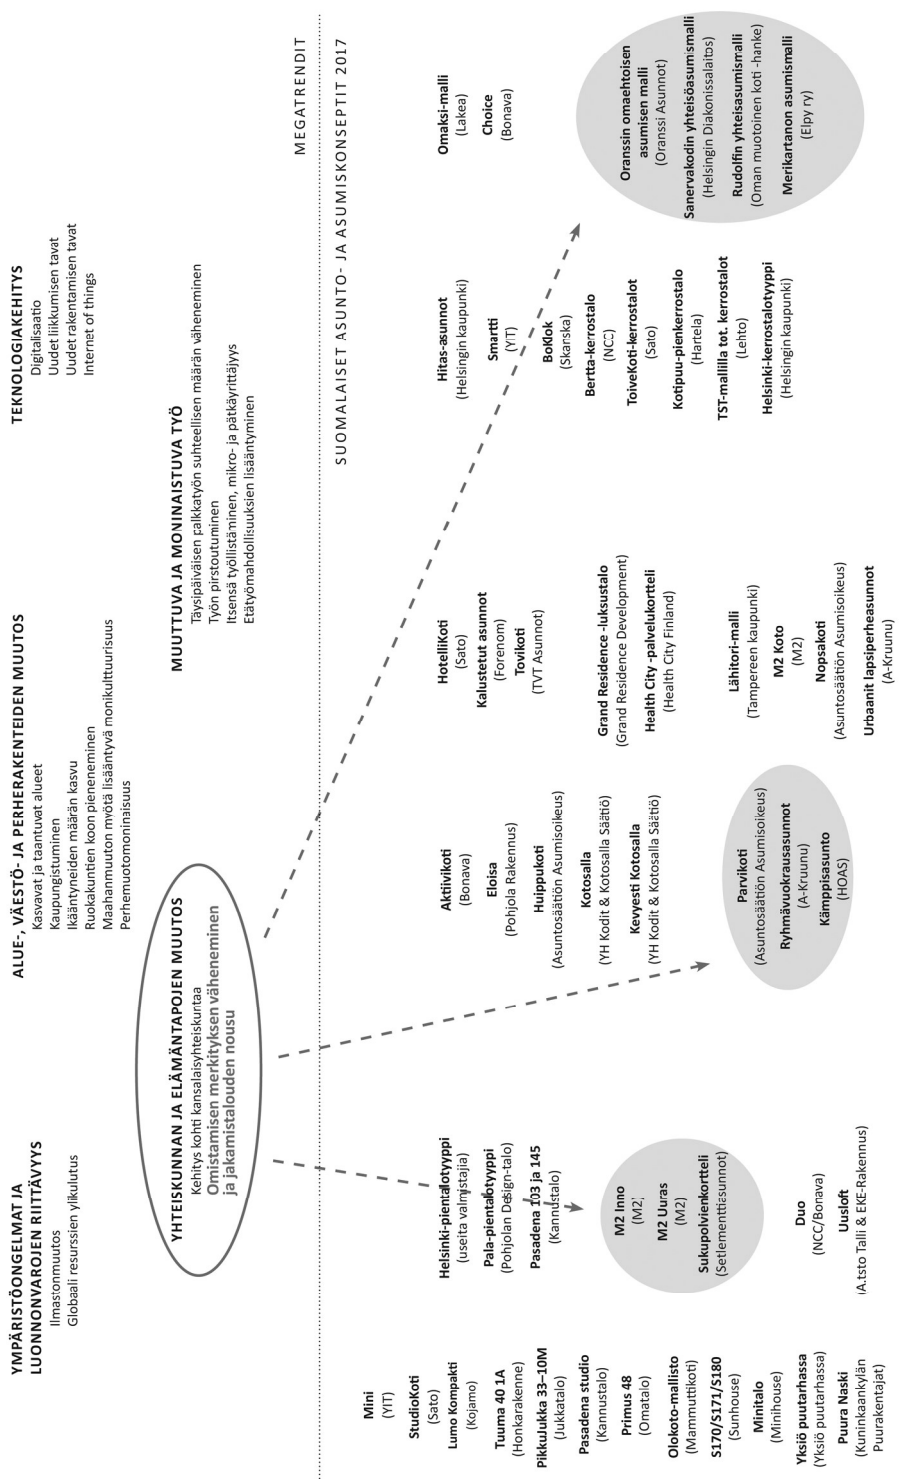 YMPÄRISTÖONGELMAT JA
LUONNONVAROJEN RIITTÄVYYS
Ilmastonmuutos
Globaali resurssien ylikulutus
ALUE-, VÄESTÖ- JA PERHERAKENTEIDEN MUUTOS
Kasvavat ja taantuvat alueet
Kaupungistuminen
Ikääntyneiden määrän kasvu
Ruokakuntien koon pieneneminen
Maahanmuuton myötä lisääntyvä monikulttuurisuus
Perhemuotomoninaisuus
TEKNOLOGIAKEHITYS
Digitalisaatio
Uudet liikkumisen tavat
Uudet rakentamisen tavat
Internet of things
YHTEISKUNNAN JA ELÄMÄNTAPOJEN MUUTOS
Kehitys kohti kansalaisyhteiskuntaa
Omistamisen merkityksen väheneminen
ja jakamistalouden nousu
MUUTTUVA JA MONINAISTUVA TYÖ
Täysipäiväisen palkkatyön suhteellisen määrän väheneminen
Työn pirstoutuminen
Itsensä työllistäminen, mikro- ja pätkäyrittäjyys
Etätyömahdollisuuksien lisääntyminen
MEGATRENDIT
SUOMALAISET ASUNTO- JA ASUMISKONSEPTIT 2017
Mini
(YIT)
StudioKoti
(Sato)
Lumo Kompakti
(Kojamo)
Tuuma 40 1A
(Honkarakenne)
PikkuJukka 33–10M
(Jukkatalo)
Pasadena studio
(Kannustalo)
Primus 48
(Omatalo)
Olokoto-mallisto
(Mammuttikoti)
S170/S171/S180
(Sunhouse)
Minitalo
(Minihouse)
Yksiö puutarhassa
(Yksiö puutarhassa)
Puura Naski
(Kuninkaankylän
Puurakentajat)
Helsinki-pientalotyyppi
(useita valmistajia)
Pala-pientalotyyppi
(Pohjolan Design-talo)
Pasadena 103 ja 145
(Kannustalo)
M2 Inno
(M2)
M2 Uuras
(M2)
Sukupolvienkortteli
(Setlementtissunnot)
Duo
(NCC/Bonava)
Uusloft
(A.tsto Talli & EKE-Rakennus)
Aktiivikoti
(Bonava)
Eloisa
(Pohjola Rakennus)
Huippukoti
(Asuntosäätiön Asumisoikeus)
Kotosalla
(YH Kodit & Kotosalla Säätiö)
Kevyesti Kotosalla
(YH Kodit & Kotosalla Säätiö)
Parvikoti
(Asuntosäätiön Asumisoikeus)
Ryhmävuokrausasunnot
(A-Kruunu)
Kämppisasunto
(HOAS)
HotelliKoti
(Sato)
Kalustetut asunnot
(Forenom)
Tovikoti
(TVT Asunnot)
Grand Residence -luksustalo
(Grand Residence Development)
Health City -palvelukortteli
(Health City Finland)
Lähitori-malli
(Tampereen kaupunki)
M2 Koto
(M2)
Nopsakoti
(Asuntosäätiön Asumisoikeus)
Urbaanit lapsiperheasunnot
(A-Kruunu)
Hitas-asunnot
(Helsingin kaupunki)
Smartti
(YIT)
BoKlok
(Skanska)
Bertta-kerrostalo
(NCC)
ToiveKoti-kerrostalot
(Sato)
Kotipuu-pienkerrostalo
(Hartela)
TST-mallilla tot. kerrostalot
(Lehto)
Helsinki-kerrostalotyyppi
(Helsingin kaupunki)
Omaksi-malli
(Lakea)
Choice
(Bonava)
Oranssin omaehtoisen
asumisen malli
(Oranssi Asunnot)
Sanervakodin yhteisöasumismalli
(Helsingin Diakonissalaitos)
Rudolfin yhteisasumismalli
(Oman muotoinen koti -hanke)
Merikartanon asumismalli
(Elpy ry)